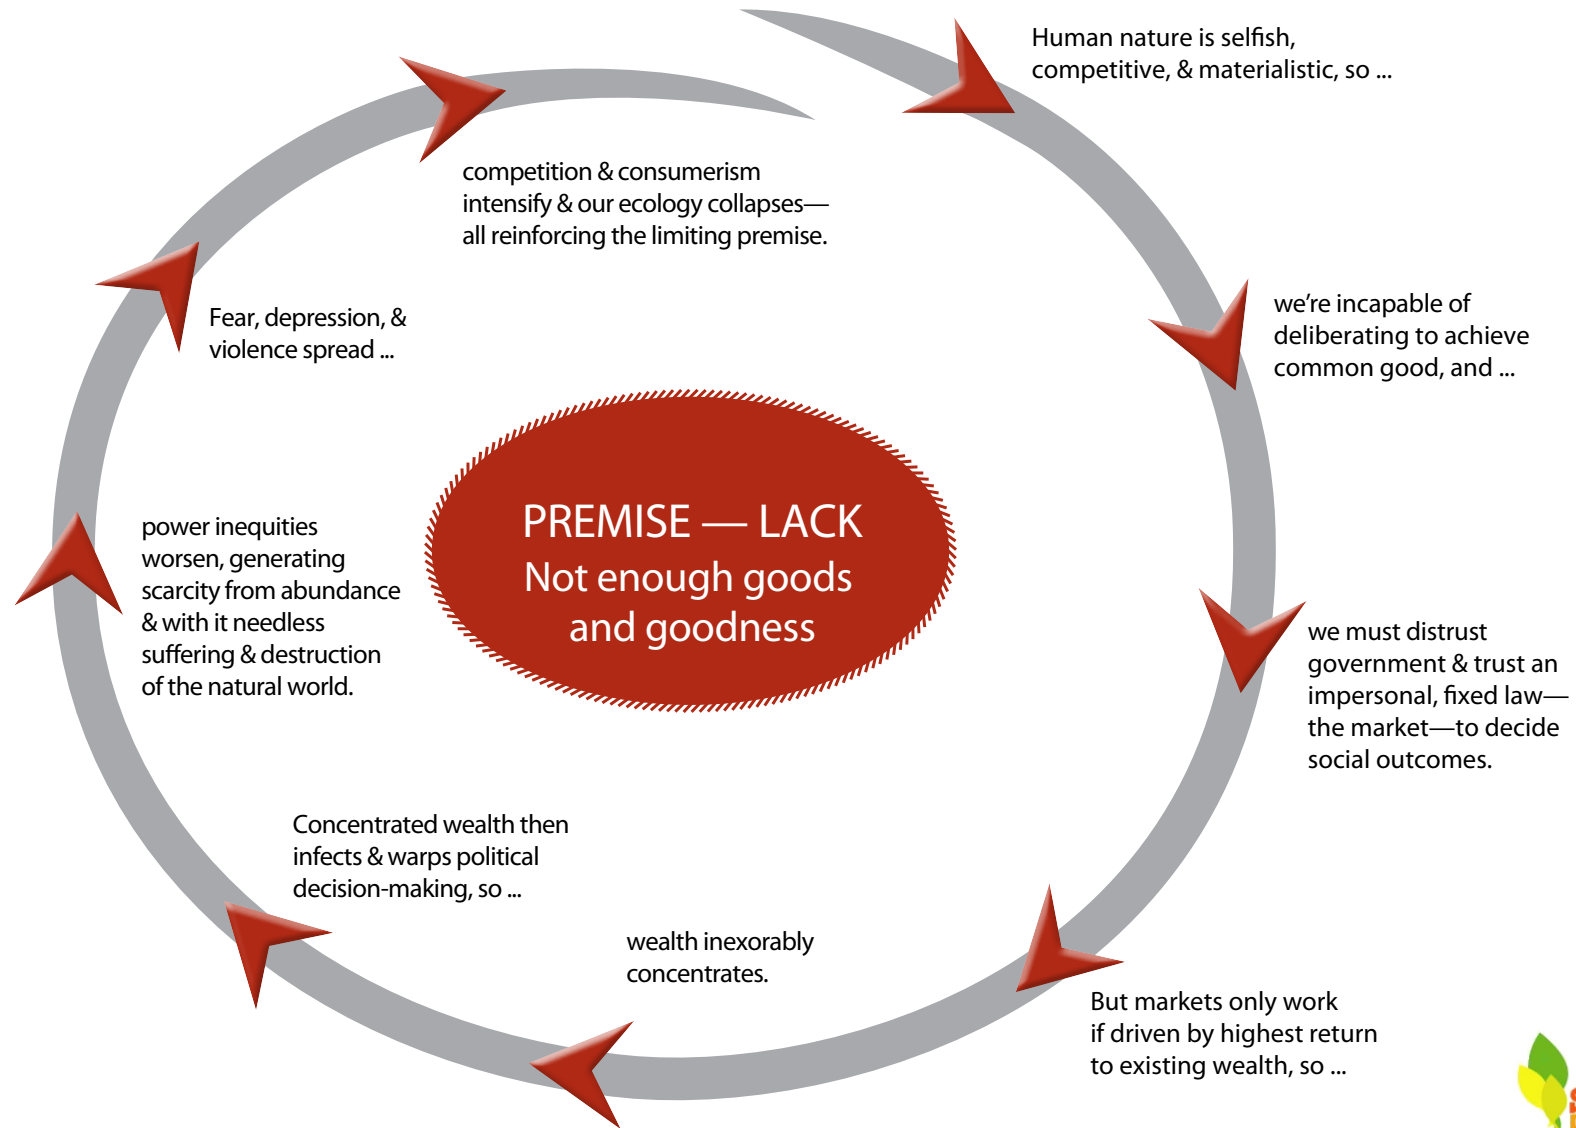 Human nature is selfish,
competitive, & materialistic, so ...
we're incapable of
deliberating to achieve
common good, and ...
we must distrust
government & trust an
impersonal, fixed law—
the market—to decide
social outcomes.
But markets only work
if driven by highest return
to existing wealth, so ...
wealth inexorably
concentrates.
Concentrated wealth then
infects & warps political
decision-making, so ...
power inequities
worsen, generating
scarcity from abundance
& with it needless
suffering & destruction
of the natural world.
Fear, depression, &
violence spread ...
competition & consumerism
intensify & our ecology collapses—
all reinforcing the limiting premise.
PREMISE — LACK
Not enough goods
and goodness